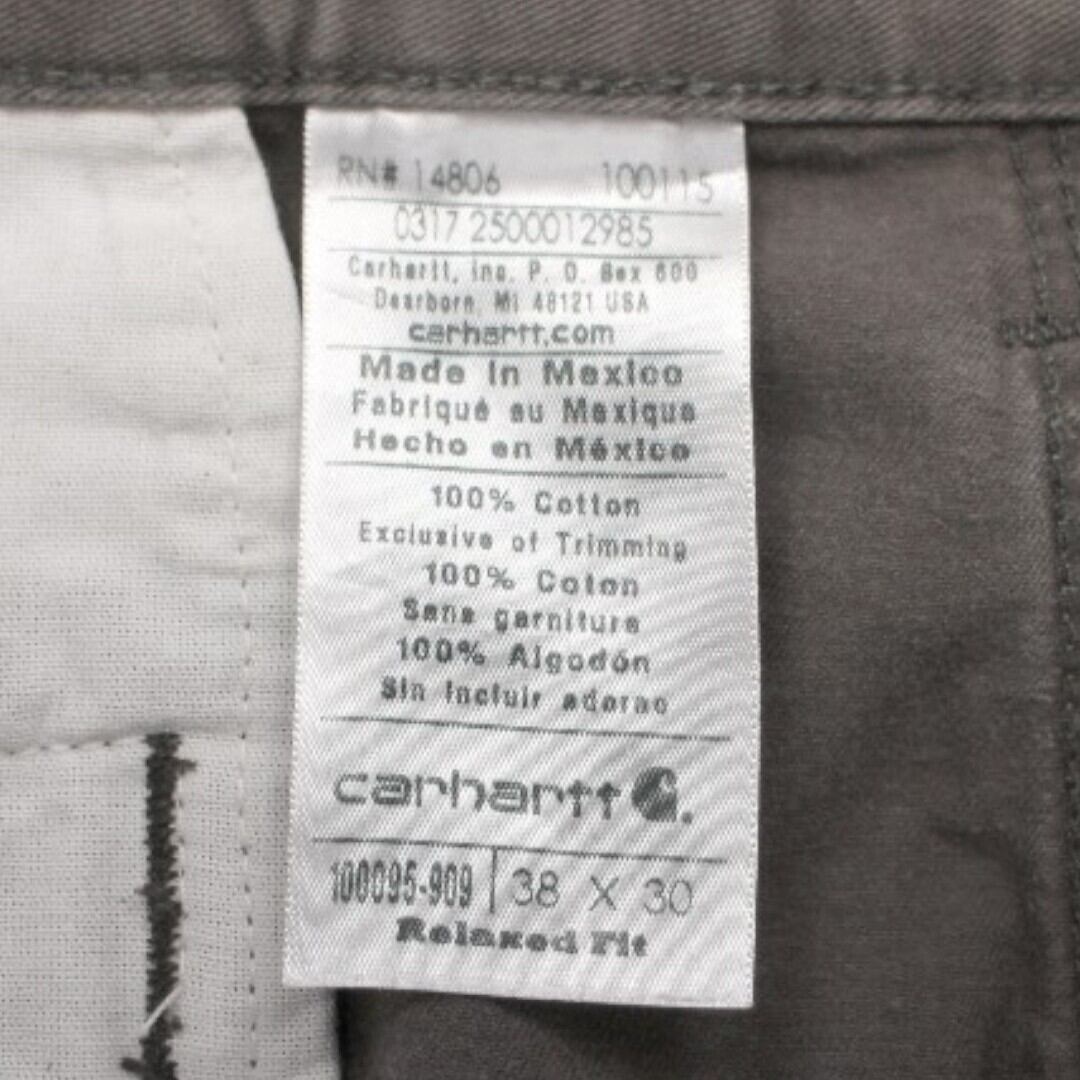 RN# 14806 100115
0317 2500012985
Carhartt, Inc. P. O. Box 600
Dearborn, MI 48121 USA
carhartt.com
Made in Mexico
Fabriqué au Mexique
Hecho en México
100% Cotton
Exclusive of Trimming
100% Coton
Sans garniture
100% Algodón
Sin incluir adorno
carhartt
100095-909 | 38 X 30
Relaxed Fit